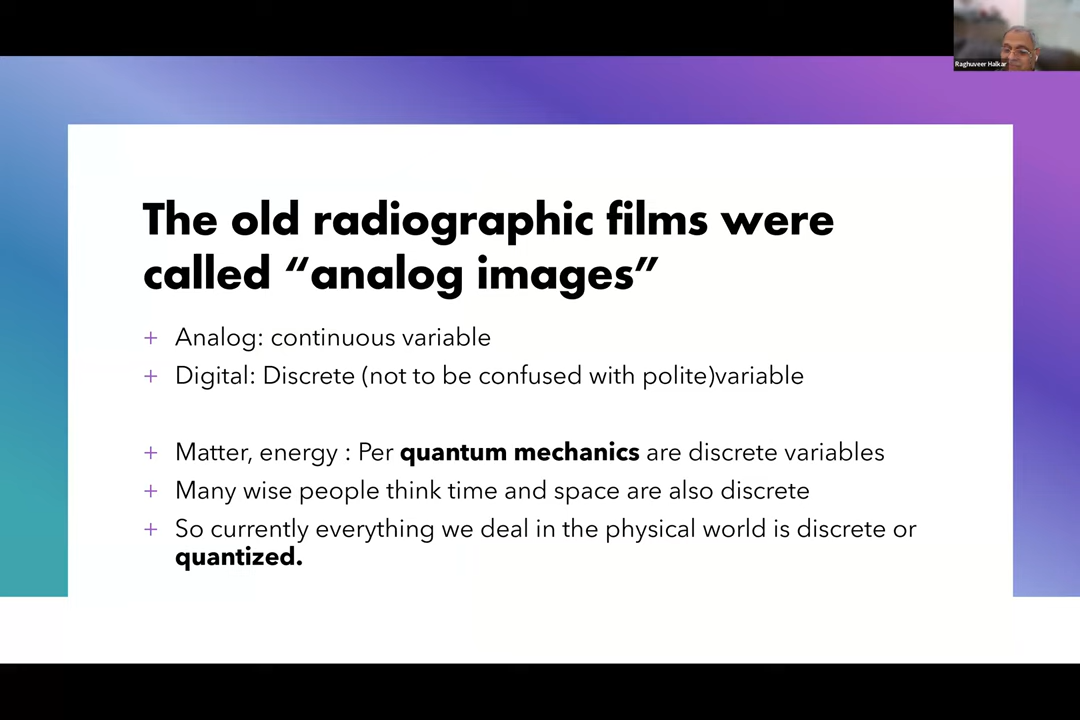 Raghuveer Halkar
The old radiographic films were
called “analog images”
+ Analog: continuous variable
+ Digital: Discrete (not to be confused with polite)variable
+ Matter, energy : Per quantum mechanics are discrete variables
+ Many wise people think time and space are also discrete
+ So currently everything we deal in the physical world is discrete or
quantized.